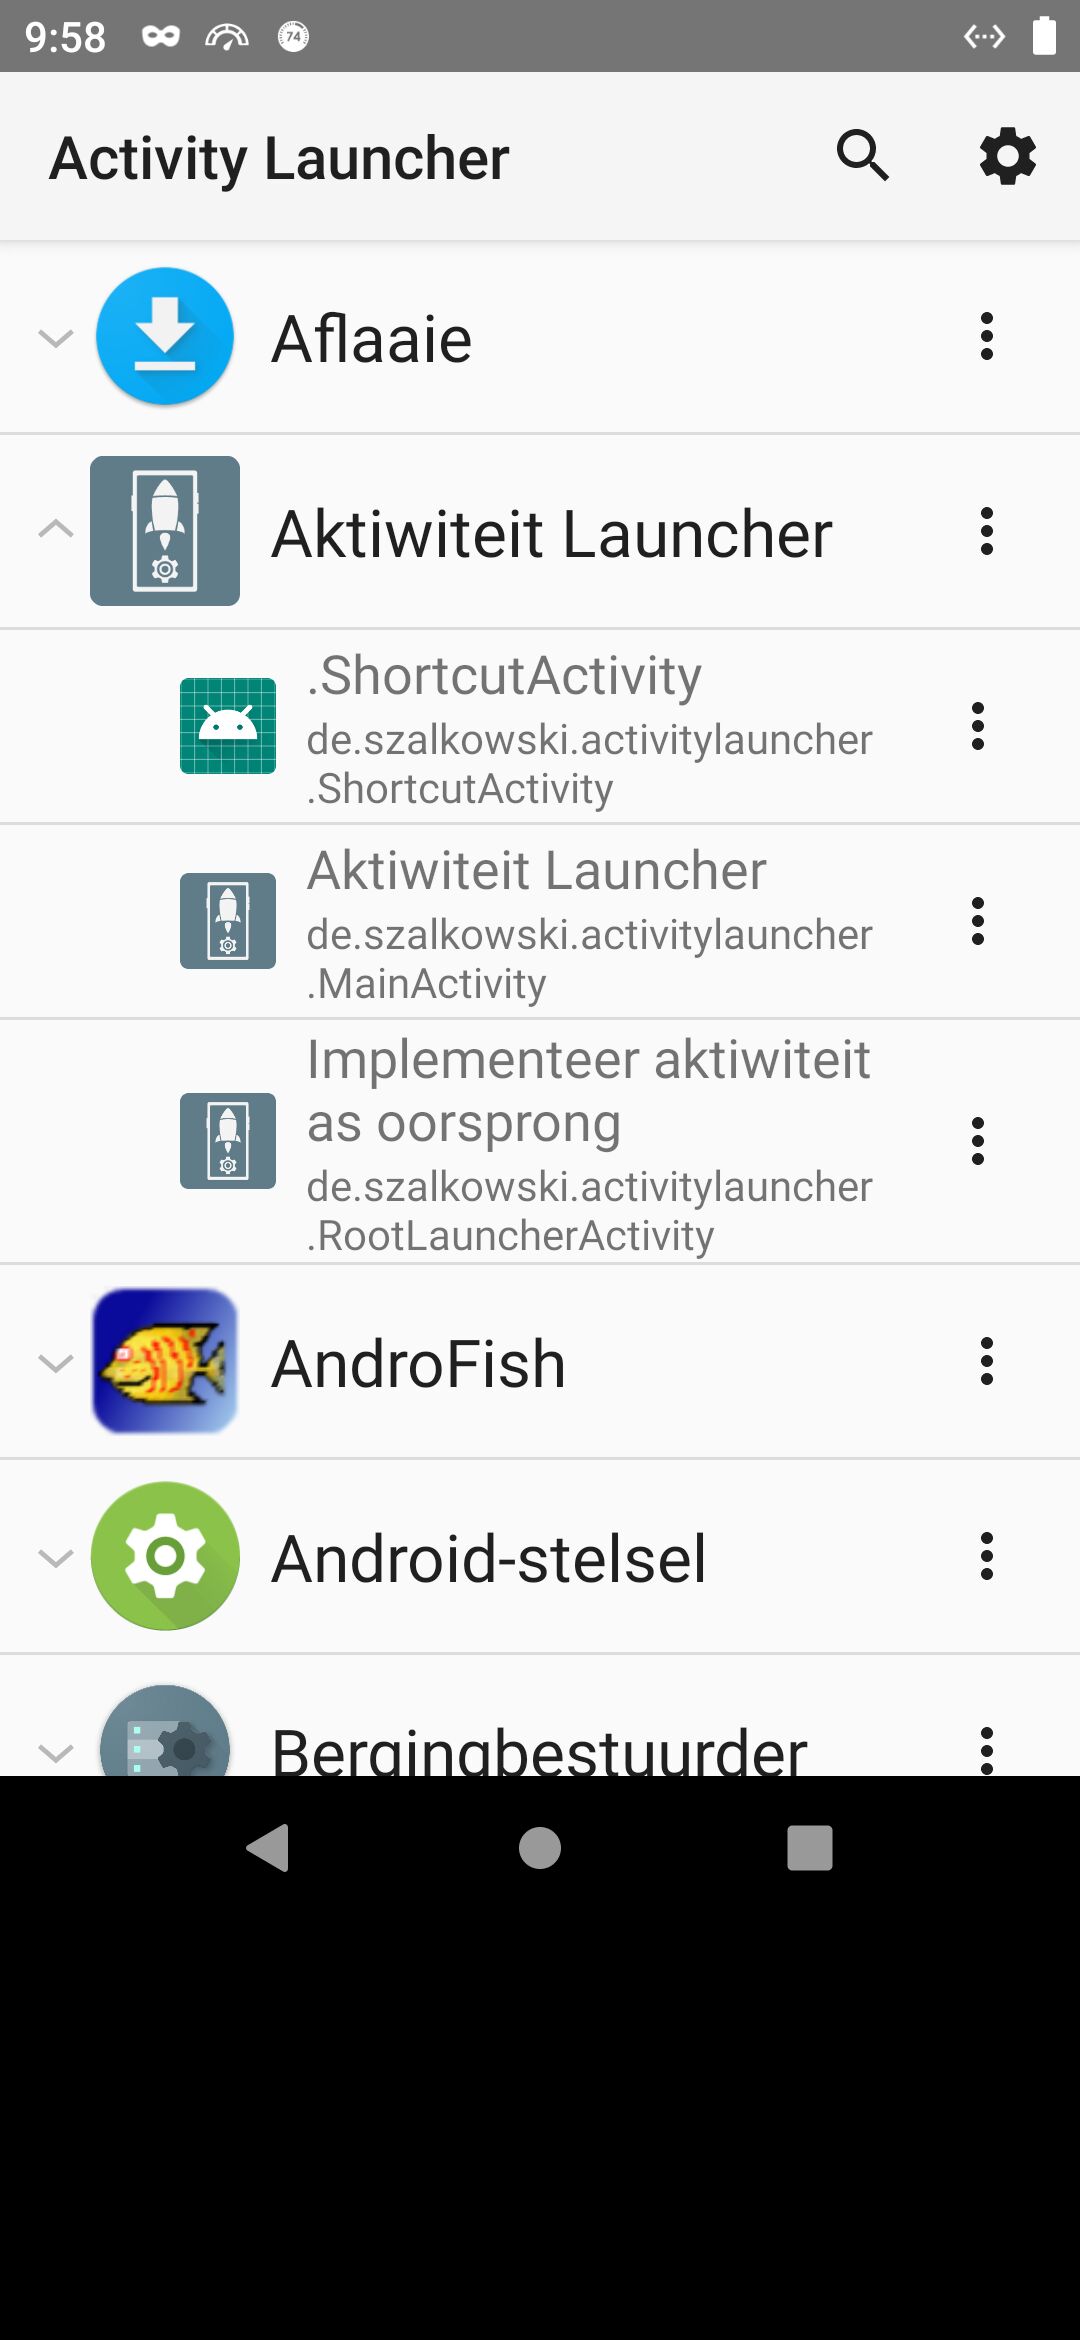 9:58
74
Activity Launcher
Aflaaie
Aktiwiteit Launcher
.ShortcutActivity
de.szalkowski.activitylauncher
.ShortcutActivity
Aktiwiteit Launcher
de.szalkowski.activitylauncher
.MainActivity
Implementeer aktiwiteit
as oorsprong
de.szalkowski.activitylauncher
.RootLauncherActivity
AndroFish
Android-stelsel
Bergingbestuurder